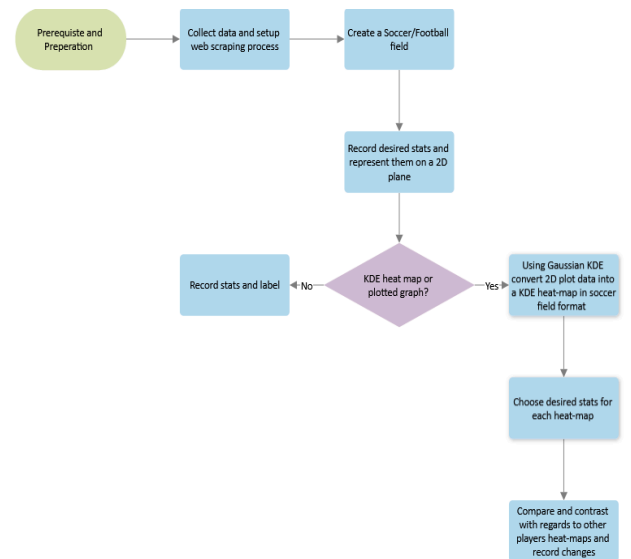 Prerequiste and
Preperation
Collect data and setup
web scraping process
Create a Soccer/Football
field
Record desired stats and
represent them on a 2D
plane
KDE heat map or
plotted graph?
No
Yes
Record stats and label
Using Gaussian KDE
convert 2D plot data into
a KDE heat-map in soccer
field format
Choose desired stats for
each heat-map
Compare and contrast
with regards to other
players heat-maps and
record changes